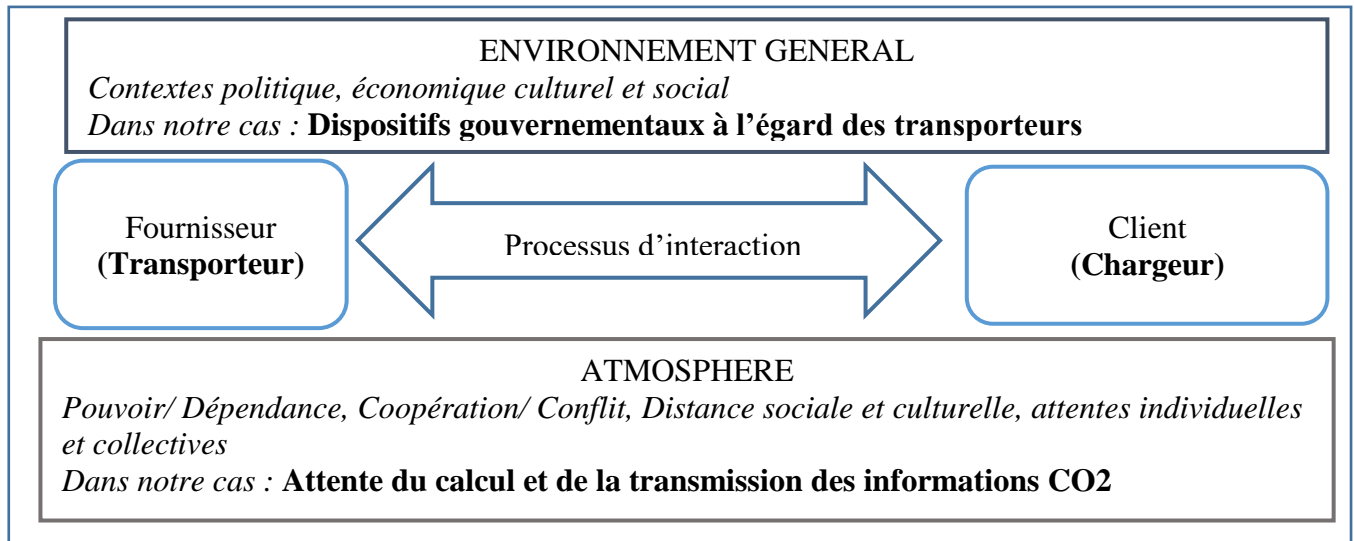 ENVIRONNEMENT GENERAL
Contextes politique, économique culturel et social
Dans notre cas : Dispositifs gouvernementaux à l’égard des transporteurs
Fournisseur
(Transporteur)
Processus d’interaction
Client
(Chargeur)
ATMOSPHERE
Pouvoir/ Dépendance, Coopération/ Conflit, Distance sociale et culturelle, attentes individuelles
et collectives
Dans notre cas : Attente du calcul et de la transmission des informations CO2